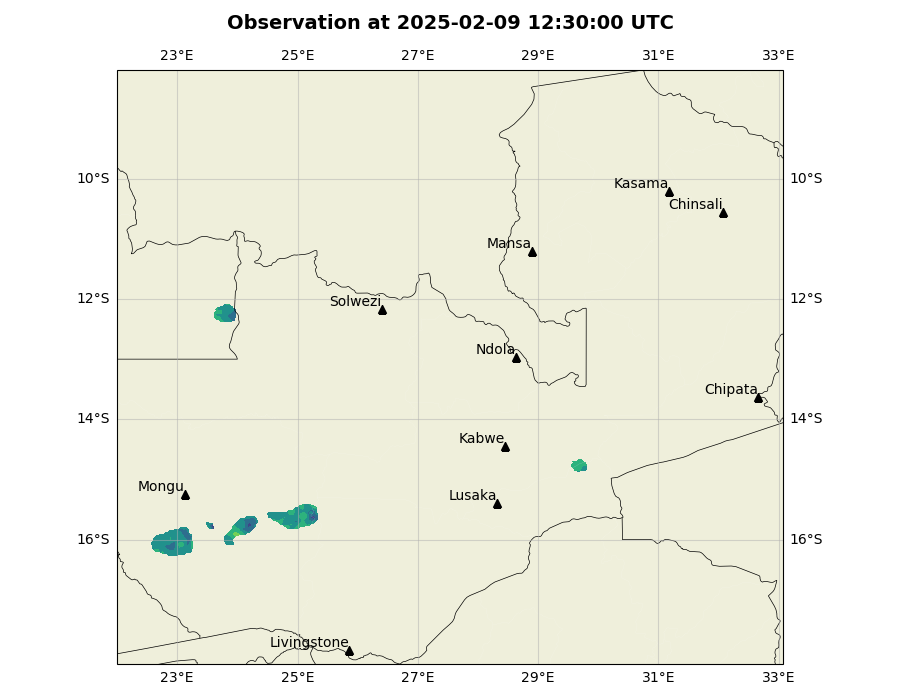 Observation at 2025-02-09 12:30:00 UTC
23°E 25°E 27°E 29°E 31°E 33°E
10°S 10°S
Kasama
Chinsali
Mansa
12°S 12°S
Solwezi
Ndola
Chipata
14°S 14°S
Kabwe
Mongu
Lusaka
16°S 16°S
Livingstone
23°E 25°E 27°E 29°E 31°E 33°E